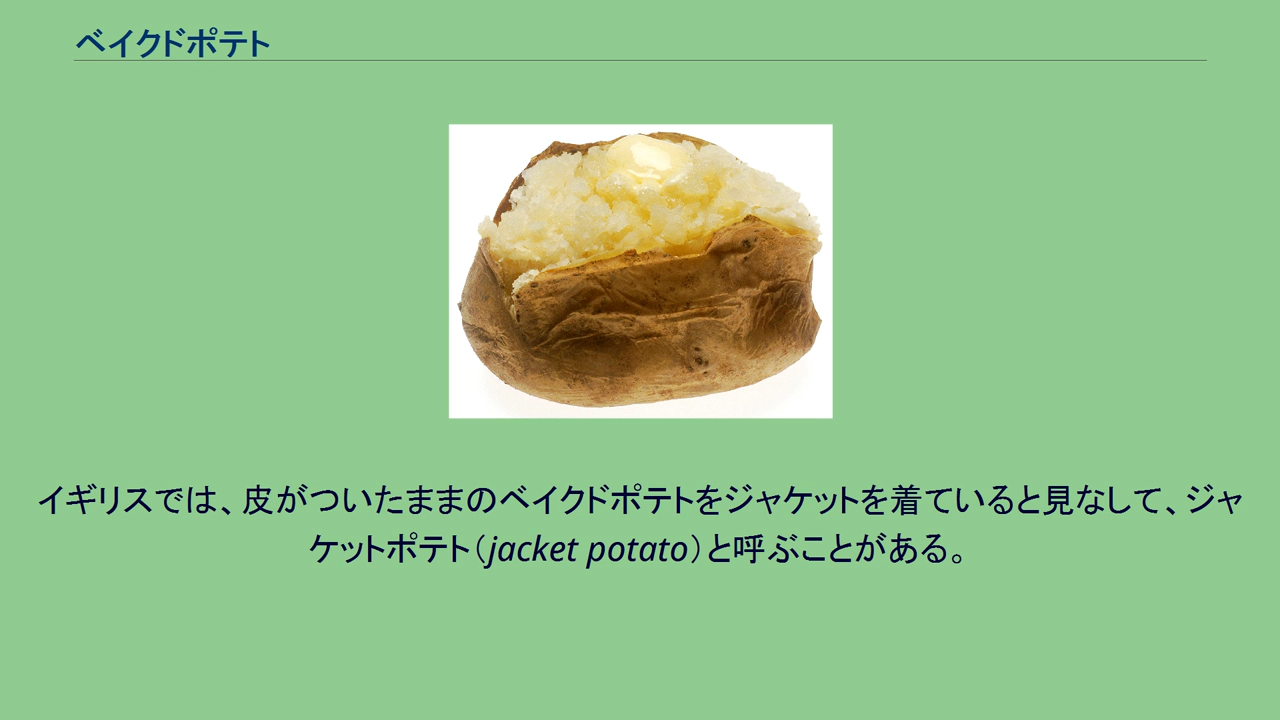 ベイクドポテト
イギリスでは、皮がついたままのベイクドポテトをジャケットを着ていると見なして、ジャ
ケットポテト（jacket potato）と呼ぶことがある。